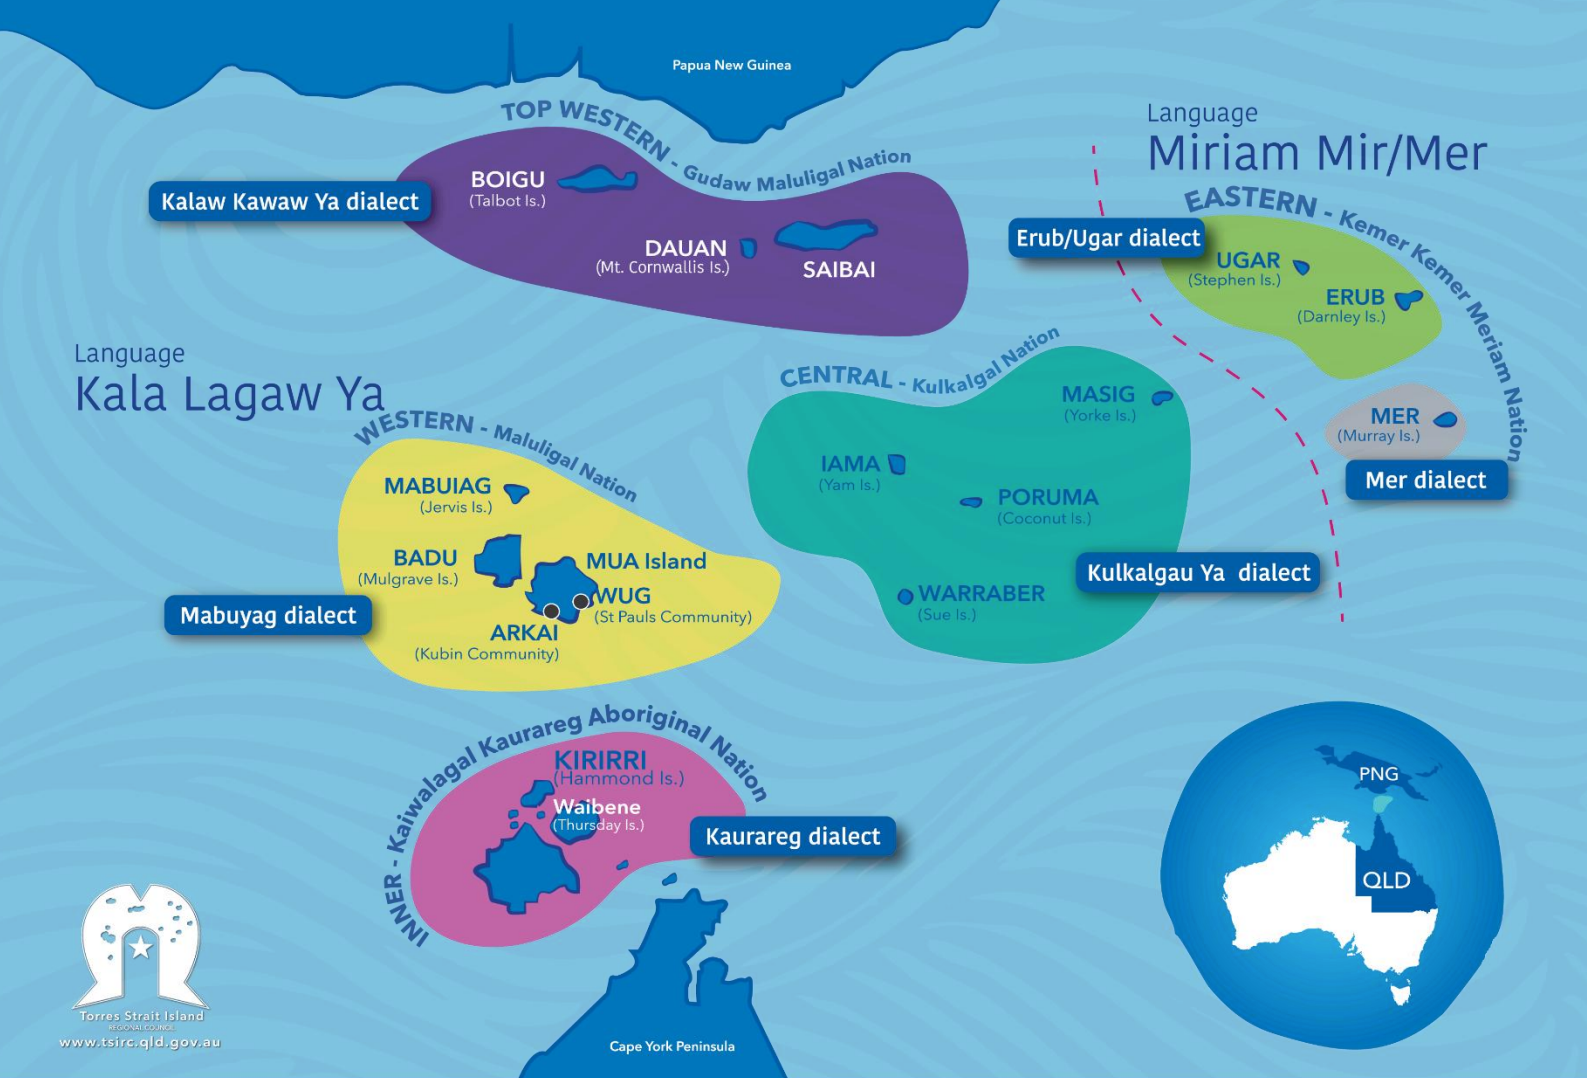 Papua New Guinea
TOP WESTERN - Gudaw Maluligal Nation
BOIGU
(Talbot Is.)
Kalaw Kawaw Ya dialect
DAUAN
(Mt. Cornwallis Is.)
SAIBAI
Language
Miriam Mir/Mer
EASTERN - Kemer Kemer Meriam Nation
Erub/Ugar dialect
UGAR
(Stephen Is.)
ERUB
(Darnley Is.)
MER
(Murray Is.)
Mer dialect
Language
Kala Lagaw Ya
WESTERN - Maluligal Nation
MABUIAG
(Jervis Is.)
BADU
(Mulgrave Is.)
MUA Island
WUG
(St Pauls Community)
ARKAI
(Kubin Community)
Mabuyag dialect
CENTRAL - Kulkalgal Nation
MASIG
(Yorke Is.)
IAMA
(Yam Is.)
PORUMA
(Coconut Is.)
WARRABER
(Sue Is.)
Kulkalgau Ya dialect
INNER - Kaiwalagal Kaurareg Aboriginal Nation
KIRIRRI
(Hammond Is.)
Waibene
(Thursday Is.)
Kaurareg dialect
Cape York Peninsula
PNG
QLD
Torres Strait Island
REGIONAL COUNCIL
www.tsirc.qld.gov.au